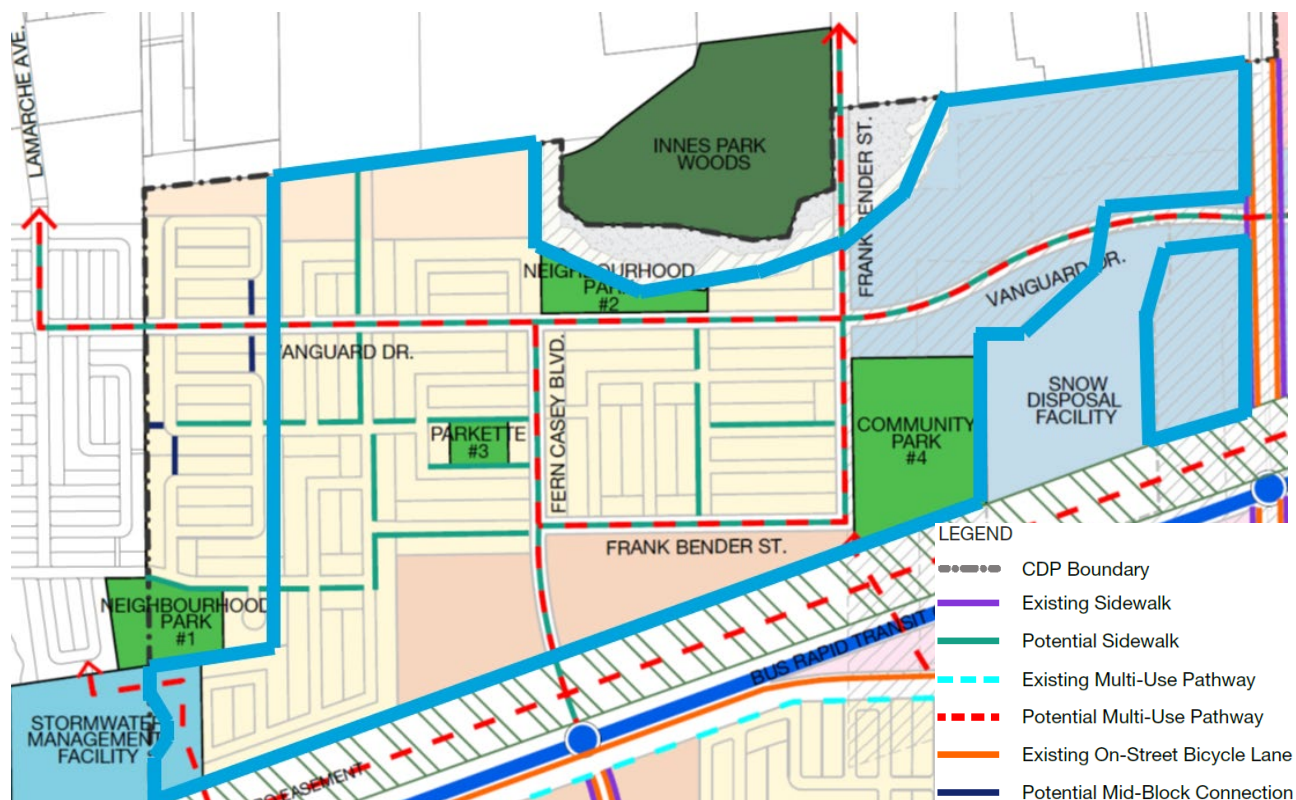 LAMARCHE AVE.
INNES PARK
WOODS
FRANK BENDER ST.
NEIGHBOURHOOD
PARK
#2
VANGUARD DR.
VANGUARD DR.
FERN CASEY BLVD.
PARKETTE
#3
COMMUNITY
PARK
#4
SNOW
DISPOSAL
FACILITY
FRANK BENDER ST.
NEIGHBOURHOOD
PARK
#1
STORMWATER
MANAGEMENT
FACILITY
BUS RAPID TRANSIT
EASEMENT
LEGEND
CDP Boundary
Existing Sidewalk
Potential Sidewalk
Existing Multi-Use Pathway
Potential Multi-Use Pathway
Existing On-Street Bicycle Lane
Potential Mid-Block Connection